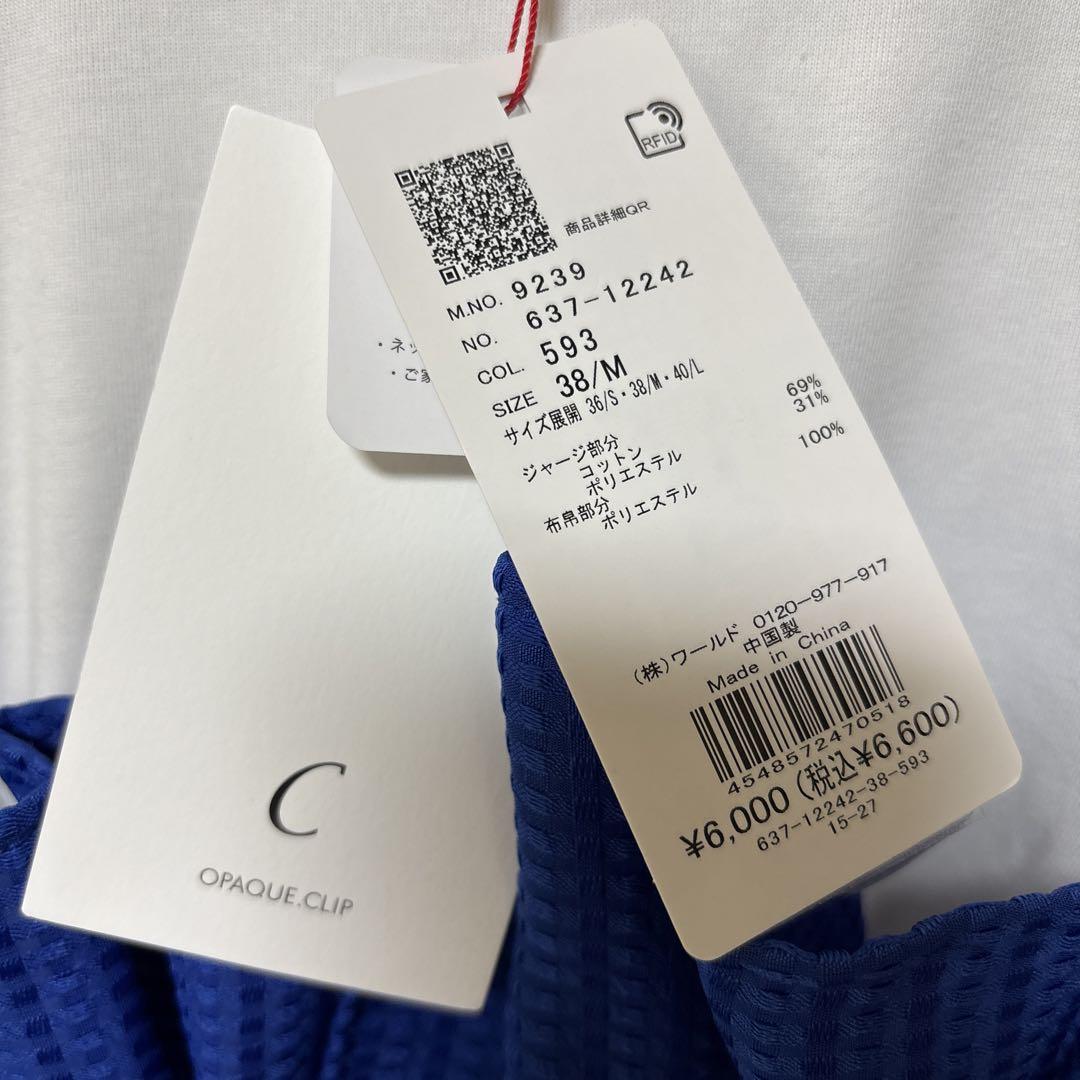 RFID
商品詳細QR
M.NO. 9239
NO. 637-12242
COL. 593
SIZE 38/M
サイズ展開 36/S・38/M・40/L
ジャージ部分
コットン 69%
ポリエステル 31%
布帛部分
ポリエステル 100%
(株)ワールド 0120-977-917
中国製
Made in China
4548572470518
¥6,000 (税込¥6,600)
637-12242-38-593
15-27
・ネッ
・ご家
C
OPAQUE.CLIP